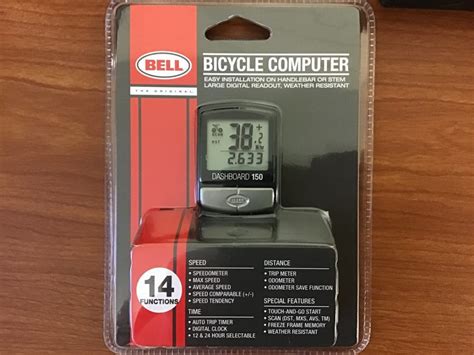 BELL
THE ORIGINAL
BICYCLE COMPUTER
EASY INSTALLATION ON HANDLEBAR OR STEM
LARGE DIGITAL READOUT, WEATHER RESISTANT
38.2
2.633
DASHBOARD 150
14
FUNCTIONS
SPEED
• SPEEDOMETER
• MAX SPEED
• AVERAGE SPEED
• SPEED COMPARABLE (+/-)
• SPEED TENDENCY
TIME
• AUTO TRIP TIMER
• DIGITAL CLOCK
• 12 & 24 HOUR SELECTABLE
DISTANCE
• TRIP METER
• ODOMETER
• ODOMETER SAVE FUNCTION
SPECIAL FEATURES
• TOUCH-AND-GO START
• SCAN (DST, MXS, AVS, TM)
• FREEZE FRAME MEMORY
• WEATHER RESISTANT